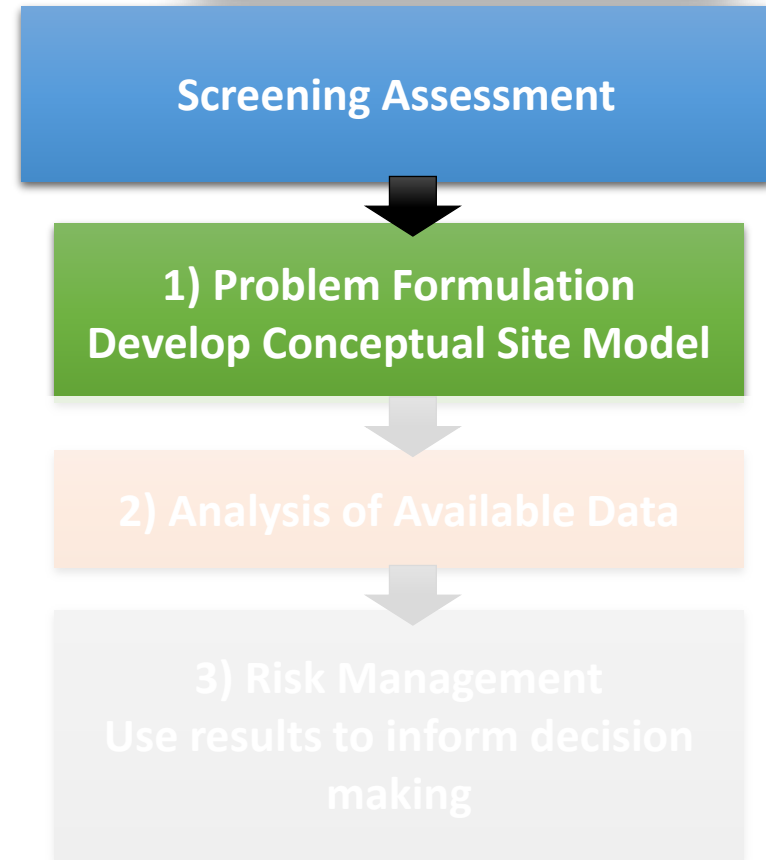 Screening Assessment
1) Problem Formulation
Develop Conceptual Site Model
2) Analysis of Available Data
3) Risk Management
Use results to inform decision
making